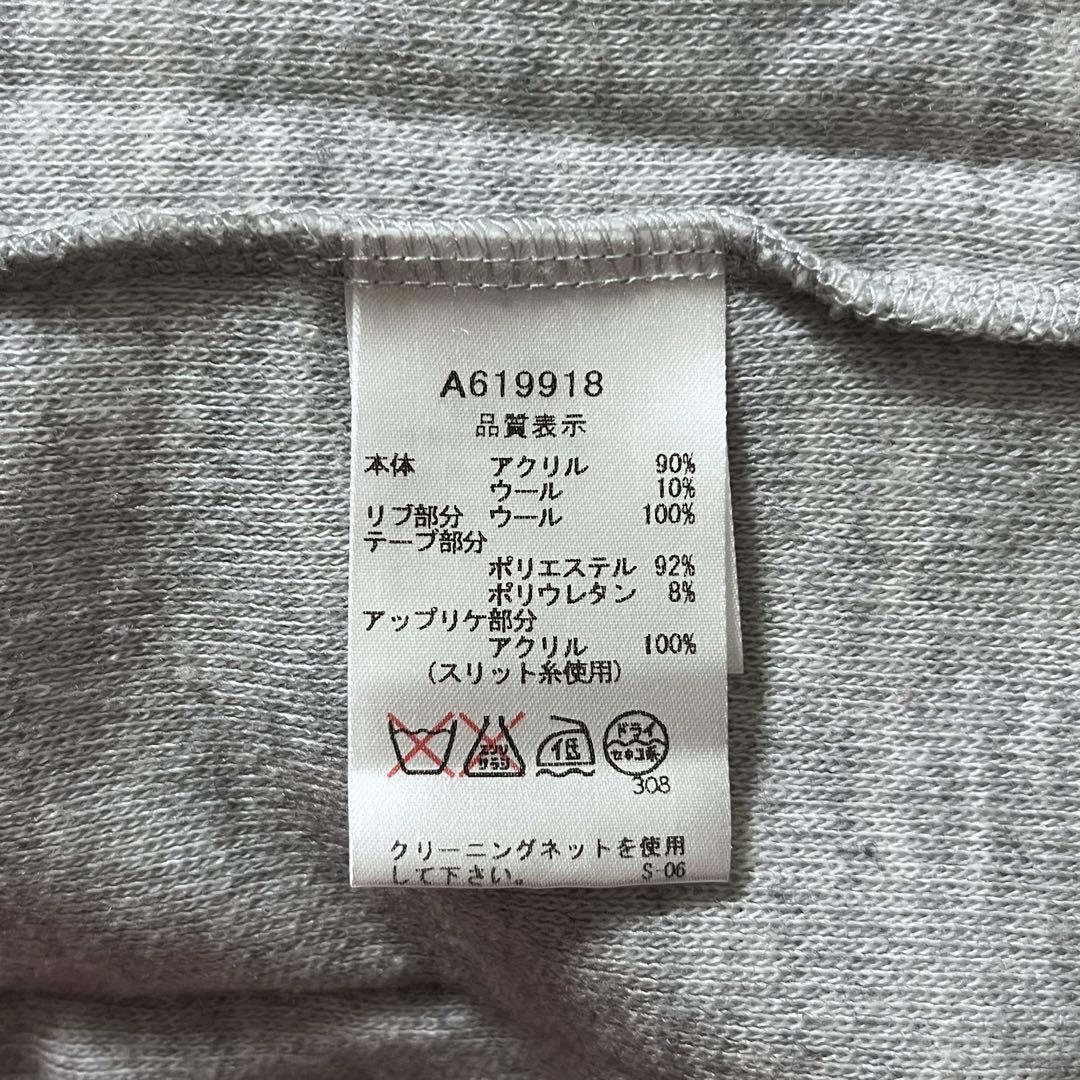 A619918
品質表示
本体 アクリル 90%
ウール 10%
リブ部分 ウール 100%
テープ部分
ポリエステル 92%
ポリウレタン 8%
アップリケ部分
アクリル 100%
(スリット糸使用)
エンソ サラシ 低 ドライ セキユ系
308
クリーニングネットを使用
して下さい。 S-06